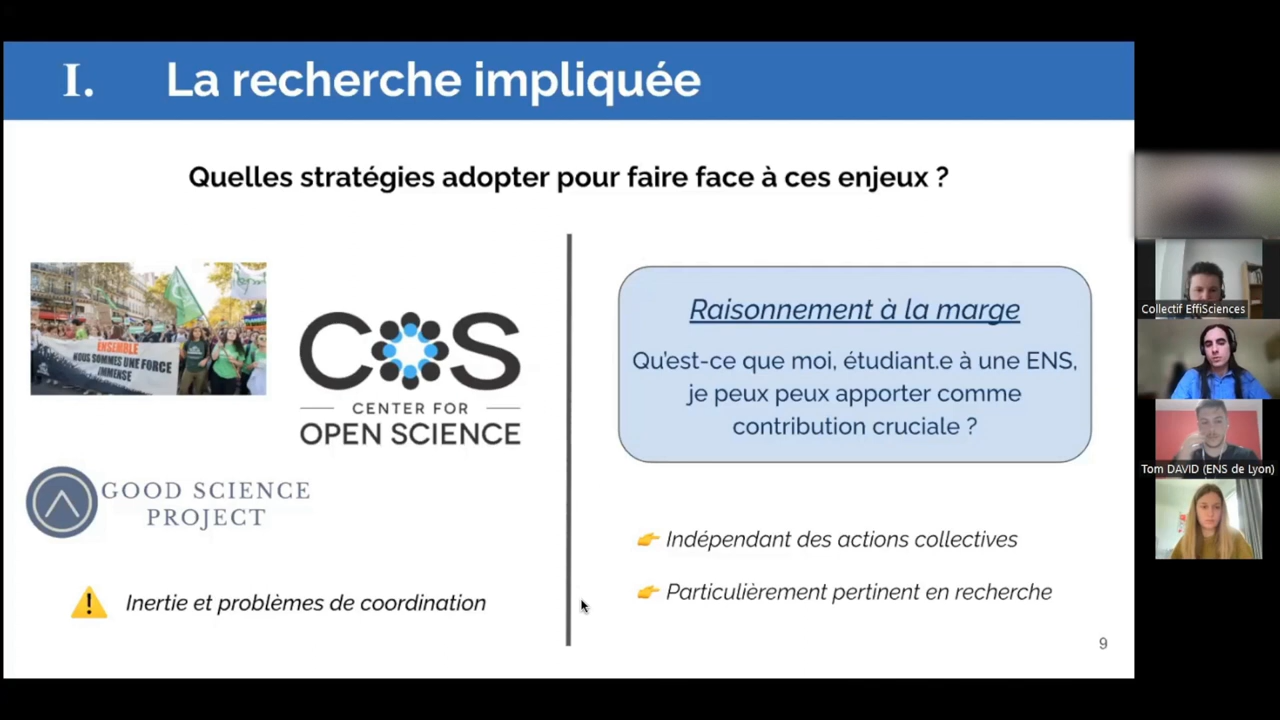 I. La recherche impliquée
Quelles stratégies adopter pour faire face à ces enjeux ?
ENSEMBLE
NOUS SOMMES UNE FORCE
IMMENSE
COS
CENTER FOR
OPEN SCIENCE
GOOD SCIENCE
PROJECT
Inertie et problèmes de coordination
Raisonnement à la marge
Qu'est-ce que moi, étudiant.e à une ENS,
je peux peux apporter comme
contribution cruciale ?
Indépendant des actions collectives
Particulièrement pertinent en recherche
9
Collectif EffiSciences
Tom DAVID (ENS de Lyon)